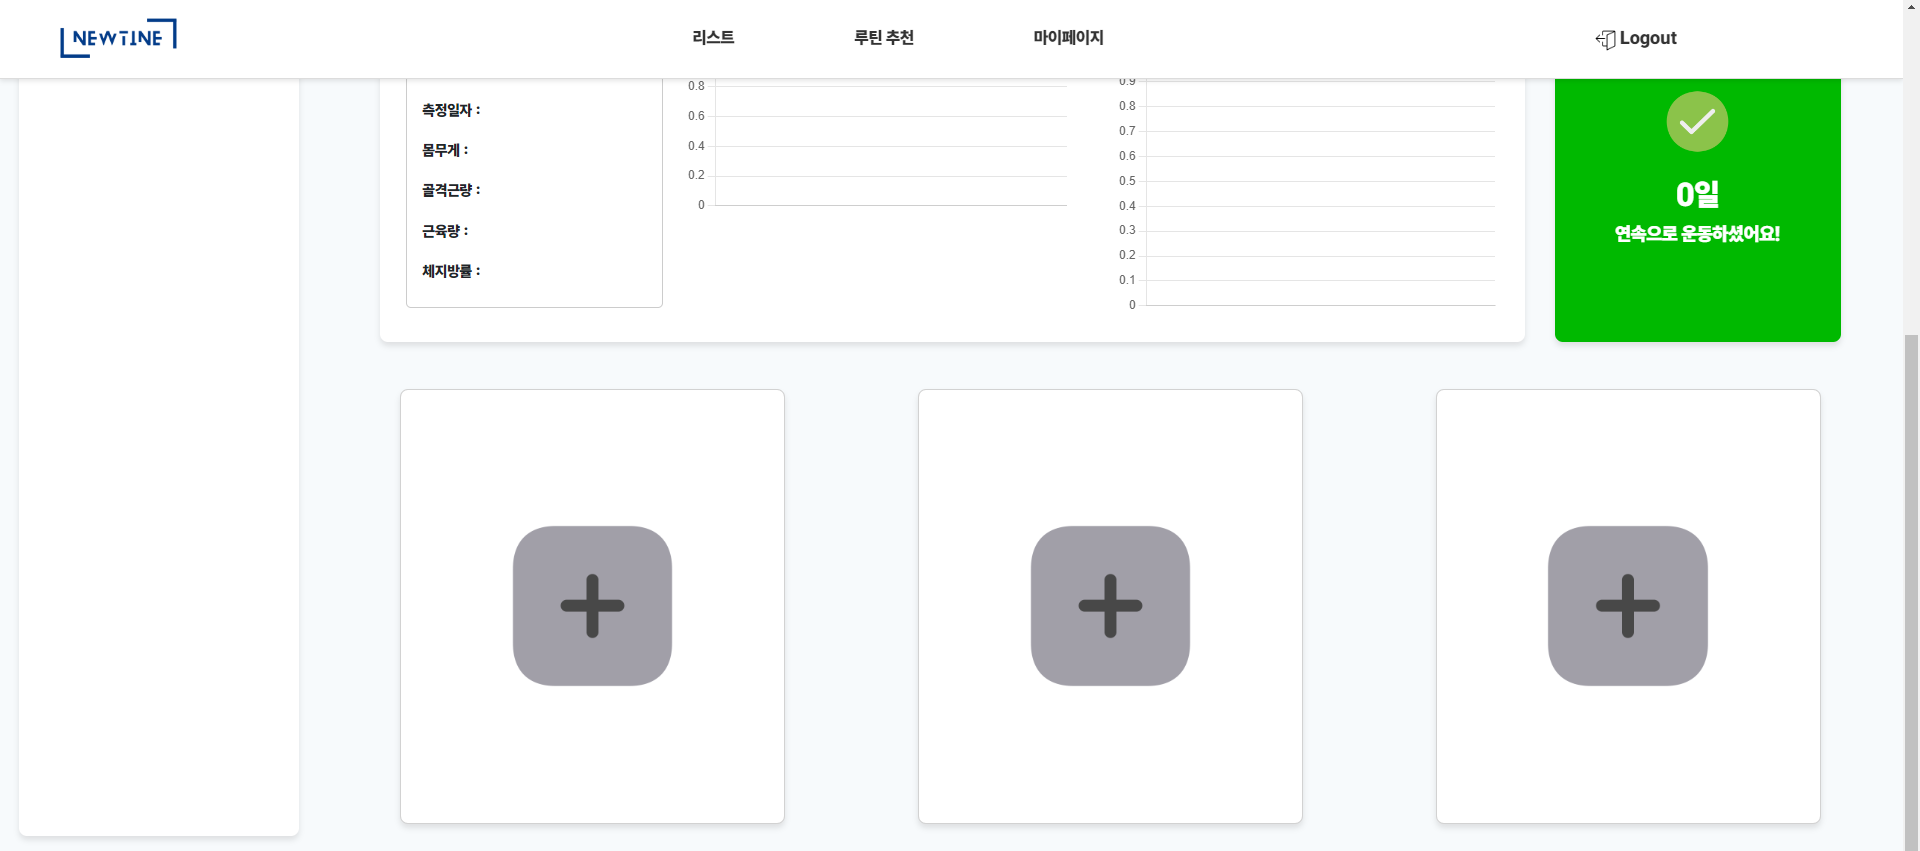 NEWTINE
리스트
루틴 추천
마이페이지
Logout
측정일자 :
몸무게 :
골격근량 :
근육량 :
체지방률 :
0.8
0.6
0.4
0.2
0
0.9
0.8
0.7
0.6
0.5
0.4
0.3
0.2
0.1
0
0일
연속으로 운동하셨어요!